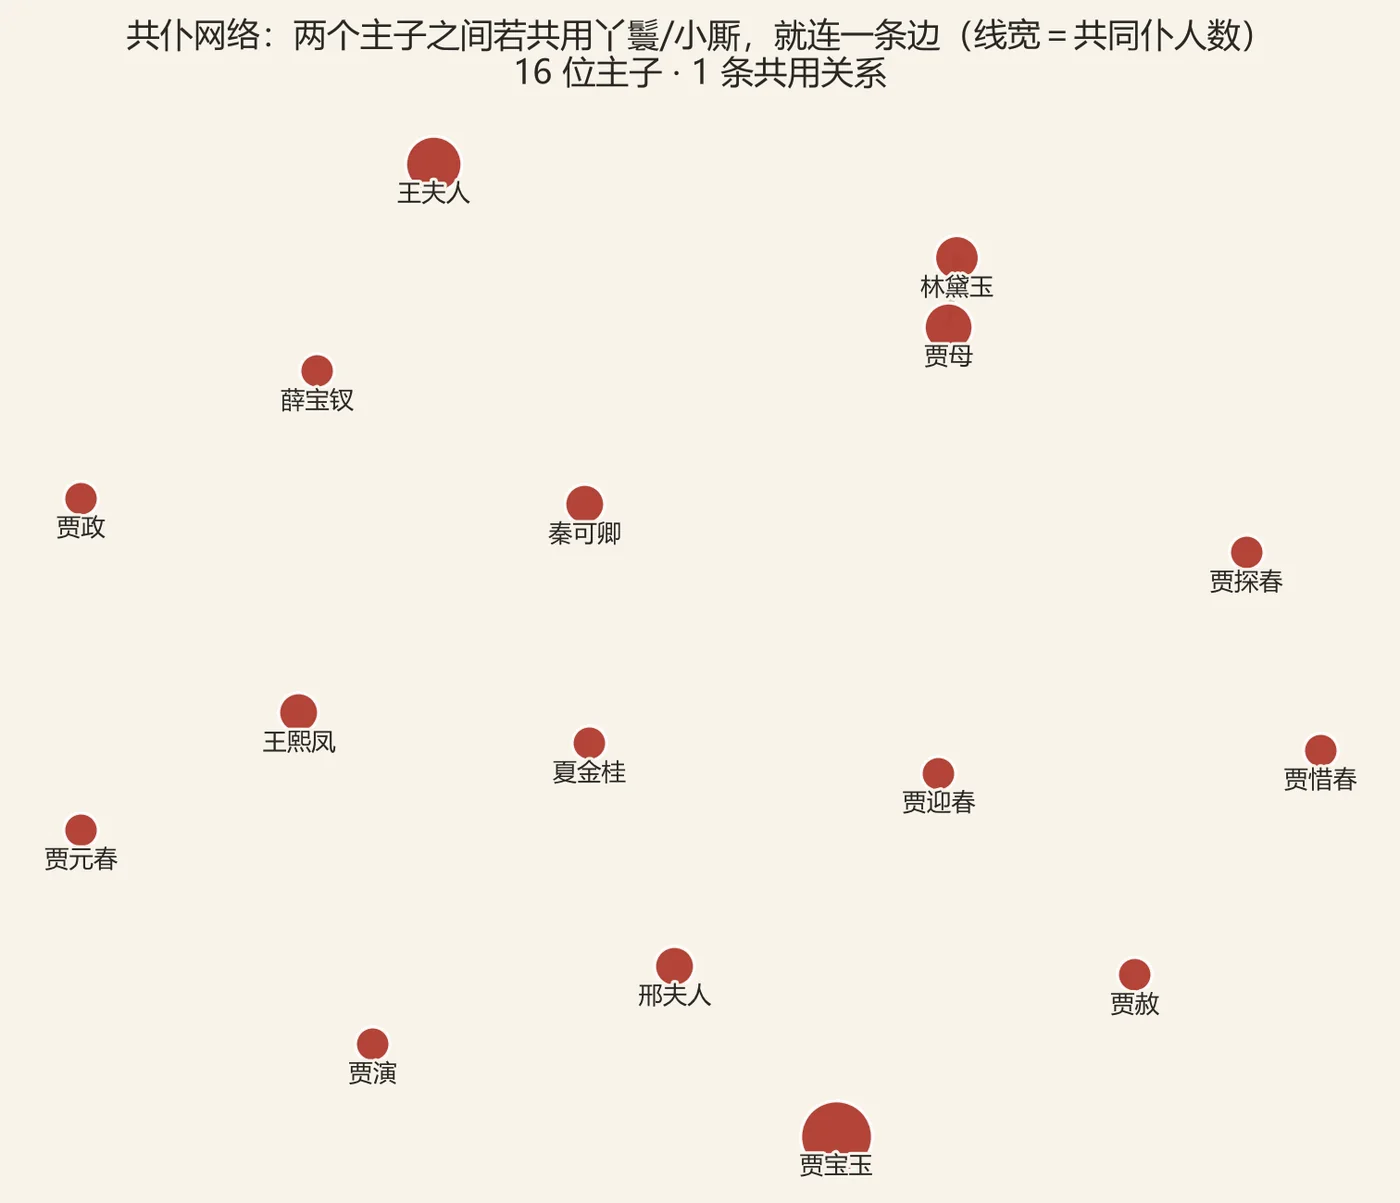 共仆网络：两个主子之间若共用丫鬟/小厮，就连一条边（线宽＝共同仆人数）
16 位主子 · 1 条共用关系
王夫人
林黛玉
贾母
薛宝钗
贾政
秦可卿
贾探春
王熙凤
夏金桂
贾迎春
贾惜春
贾元春
邢夫人
贾赦
贾演
贾宝玉